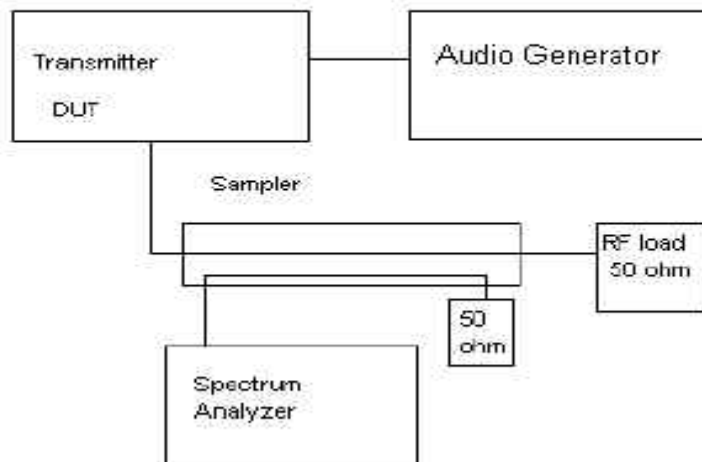 Transmitter
DUT
Audio Generator
Sampler
RF load
50 ohm
50
ohm
Spectrum
Analyzer